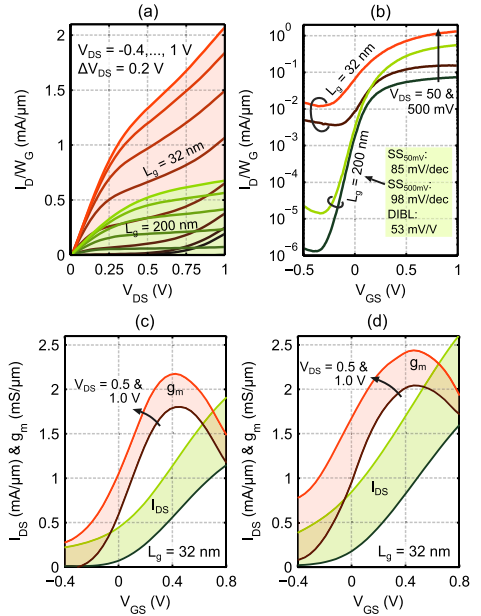 (a)
I_D/W_G (mA/μm)
2
1.5
1
0.5
0
V_DS = -0.4,..., 1 V
ΔV_DS = 0.2 V
L_g = 32 nm
L_g = 200 nm
0
0.25
0.5
0.75
1
V_DS (V)
(b)
I_D/W_G (mA/μm)
10^0
10^-1
10^-2
10^-3
10^-4
10^-5
10^-6
L_g = 32 nm
V_DS = 50 &
500 mV
L_g = 200 nm
SS_50mV:
85 mV/dec
SS_500mV:
98 mV/dec
DIBL:
53 mV/V
-0.5
0
0.5
1
V_GS (V)
(c)
I_DS (mA/μm) & g_m (mS/μm)
2.5
2
1.5
1
0.5
0
V_DS = 0.5 &
1.0 V
g_m
I_DS
L_g = 32 nm
-0.4
0
0.4
0.8
V_GS (V)
(d)
I_DS (mA/μm) & g_m (mS/μm)
2.5
2
1.5
1
0.5
0
V_DS = 0.5 &
1.0 V
g_m
I_DS
L_g = 32 nm
-0.4
0
0.4
0.8
V_GS (V)